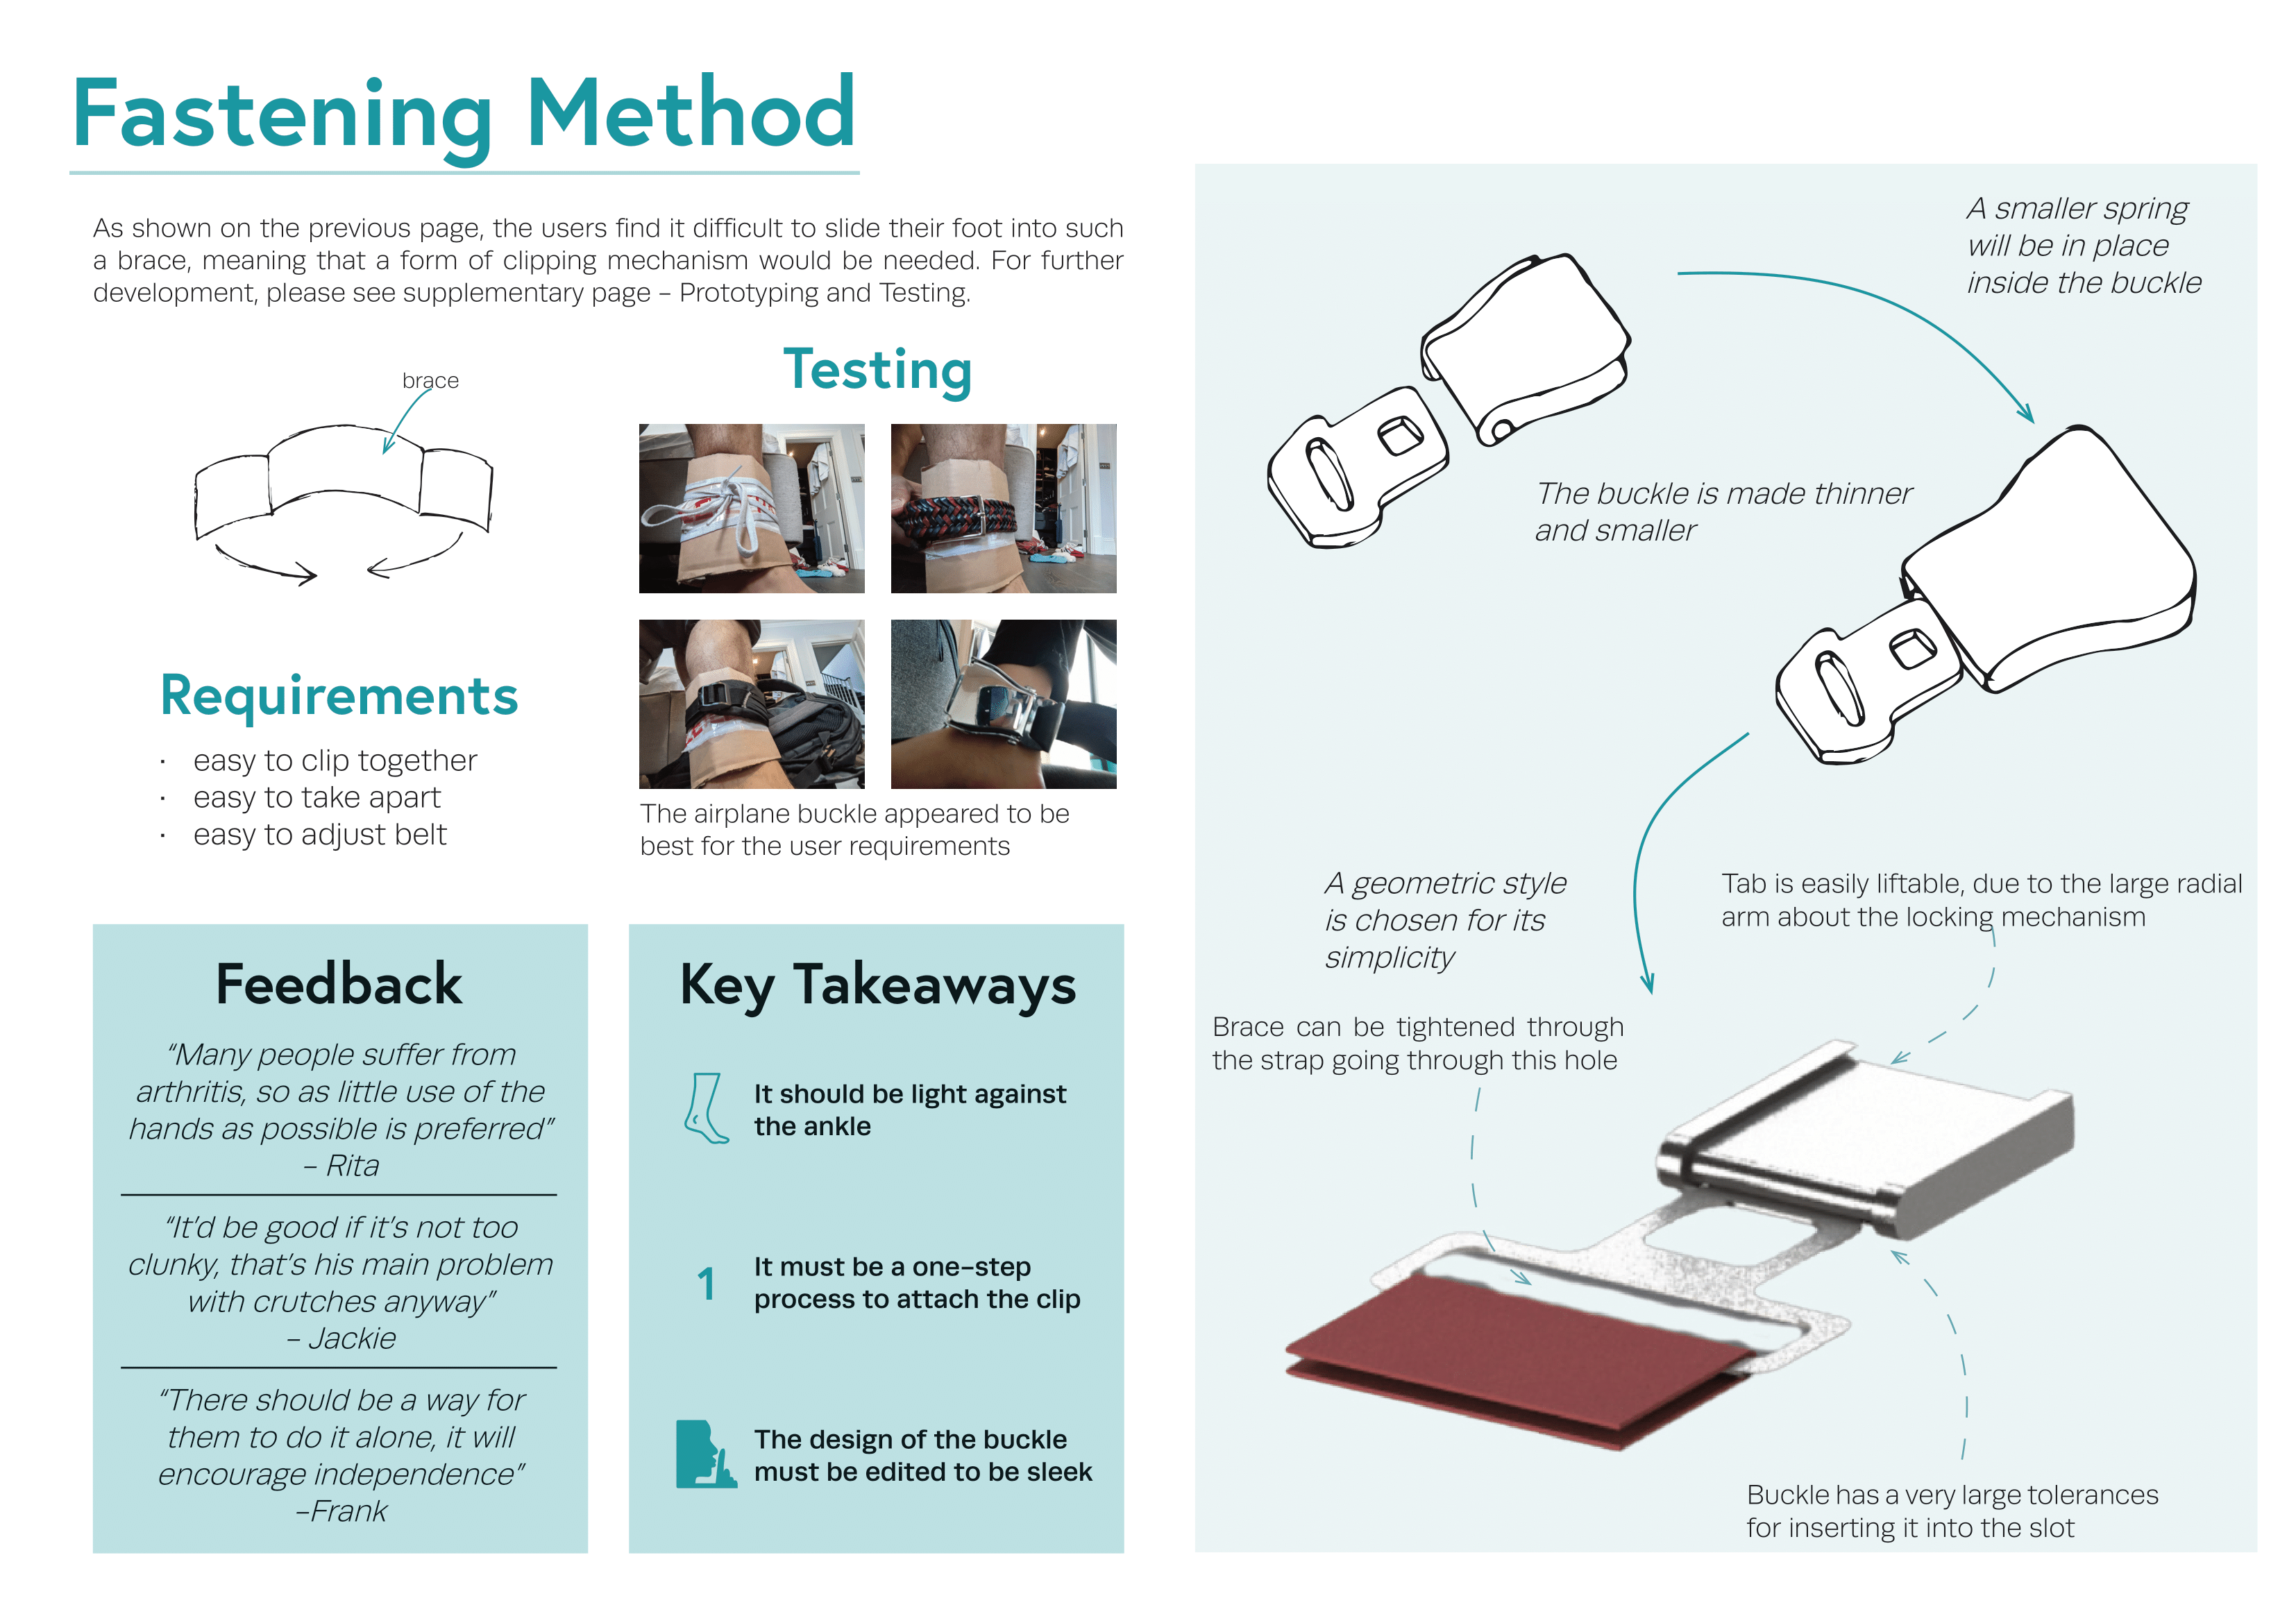 Fastening Method
As shown on the previous page, the users find it difficult to slide their foot into such
a brace, meaning that a form of clipping mechanism would be needed. For further
development, please see supplementary page – Prototyping and Testing.
brace
Testing
The airplane buckle appeared to be
best for the user requirements
Requirements
· easy to clip together
· easy to take apart
· easy to adjust belt
Feedback
“Many people suffer from
arthritis, so as little use of the
hands as possible is preferred”
– Rita
“It’d be good if it’s not too
clunky, that’s his main problem
with crutches anyway”
– Jackie
“There should be a way for
them to do it alone, it will
encourage independence”
–Frank
Key Takeaways
It should be light against
the ankle
1
It must be a one-step
process to attach the clip
The design of the buckle
must be edited to be sleek
A smaller spring
will be in place
inside the buckle
The buckle is made thinner
and smaller
A geometric style
is chosen for its
simplicity
Tab is easily liftable, due to the large radial
arm about the locking mechanism
Brace can be tightened through
the strap going through this hole
Buckle has a very large tolerances
for inserting it into the slot